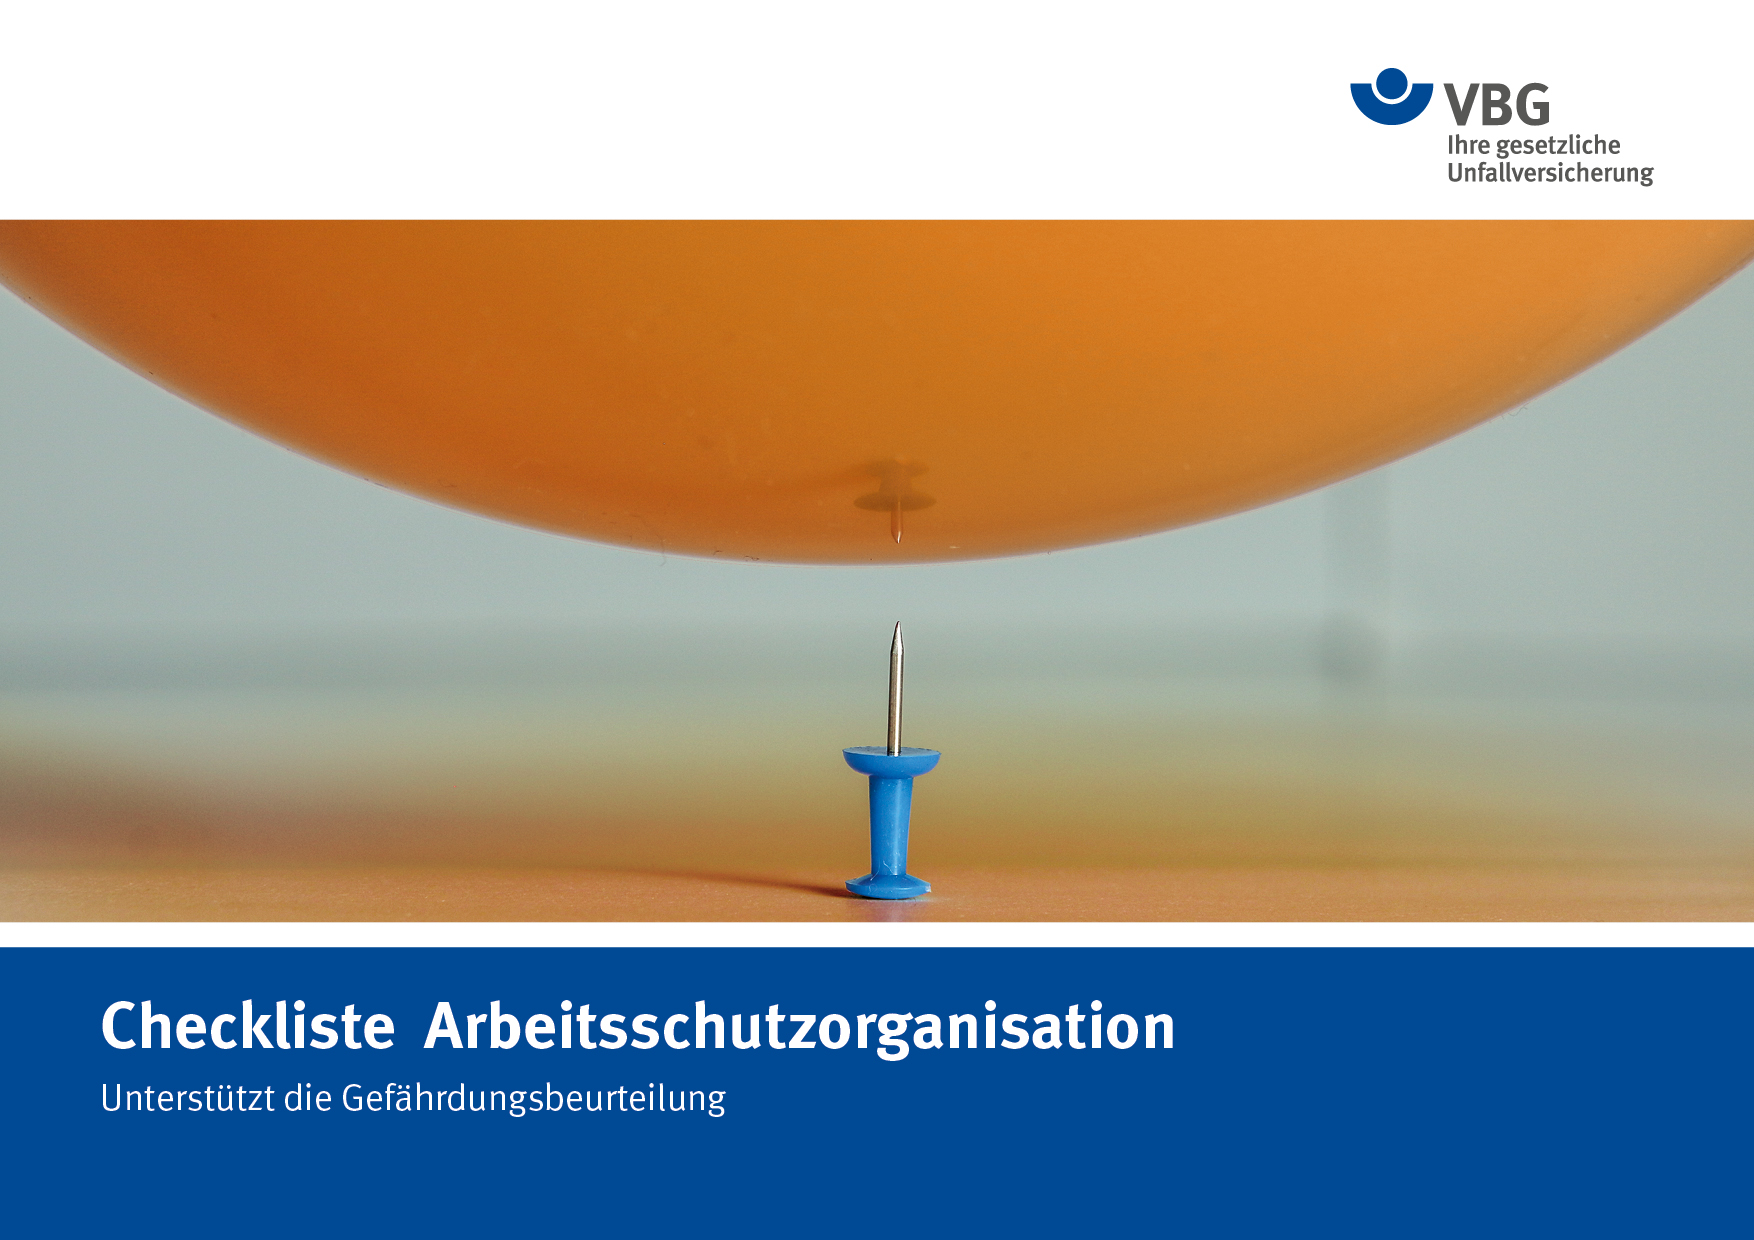 VBG
Ihre gesetzliche
Unfallversicherung
Checkliste Arbeitsschutzorganisation
Unterstützt die Gefährdungsbeurteilung